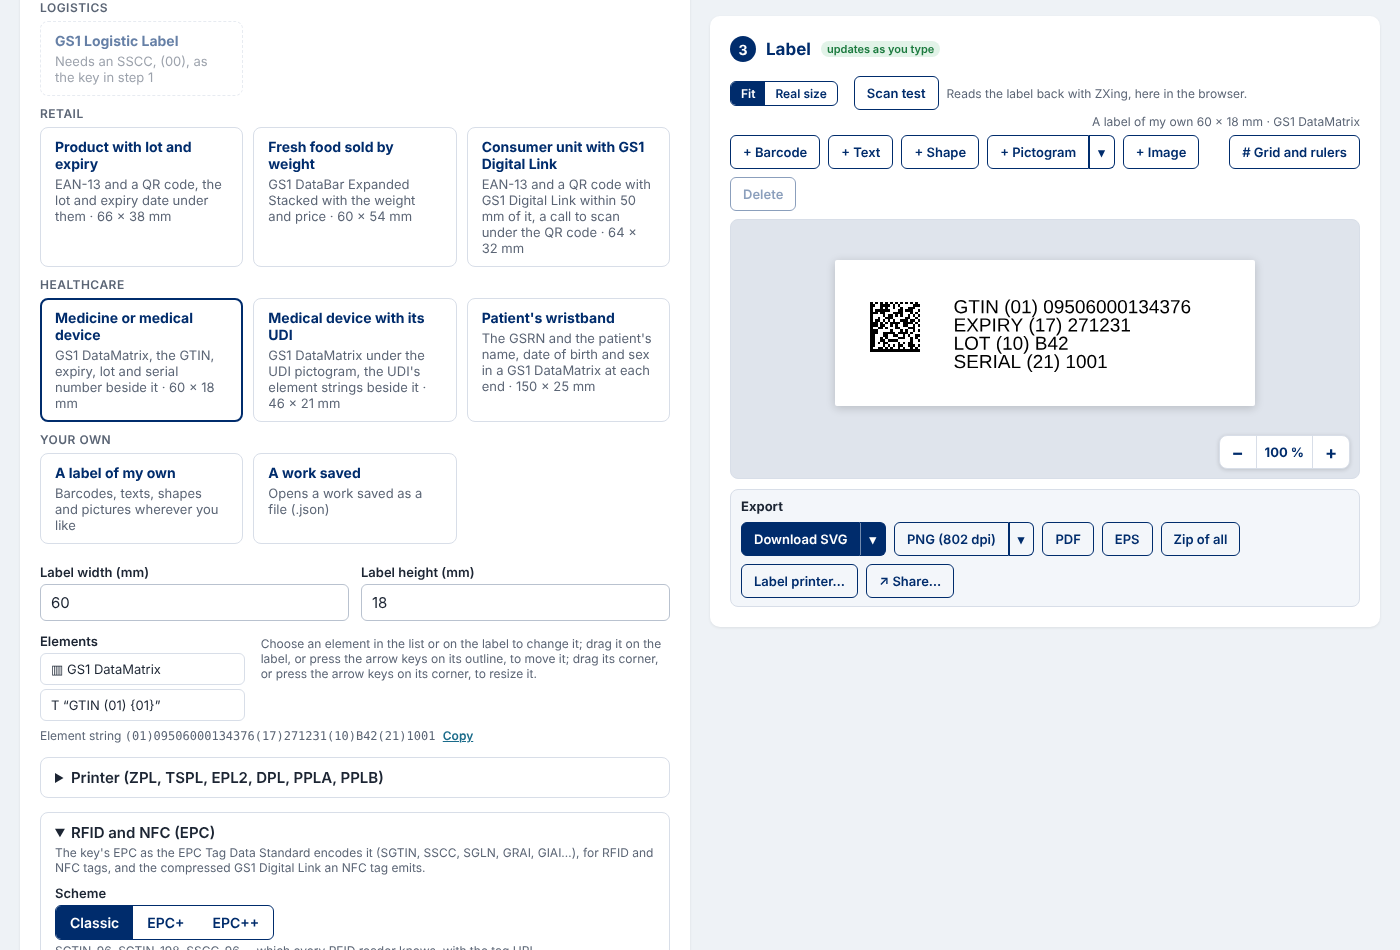 LOGISTICS
GS1 Logistic Label
Needs an SSCC, (00), as
the key in step 1
RETAIL
Product with lot and
expiry
EAN-13 and a QR code, the
lot and expiry date under
them · 66 × 38 mm
Fresh food sold by
weight
GS1 DataBar Expanded
Stacked with the weight
and price · 60 × 54 mm
Consumer unit with GS1
Digital Link
EAN-13 and a QR code with
GS1 Digital Link within 50
mm of it, a call to scan
under the QR code · 64 ×
32 mm
HEALTHCARE
Medicine or medical
device
GS1 DataMatrix, the GTIN,
expiry, lot and serial
number beside it · 60 × 18
mm
Medical device with its
UDI
GS1 DataMatrix under the
UDI pictogram, the UDI's
element strings beside it ·
46 × 21 mm
Patient's wristband
The GSRN and the patient's
name, date of birth and sex
in a GS1 DataMatrix at each
end · 150 × 25 mm
YOUR OWN
A label of my own
Barcodes, texts, shapes
and pictures wherever you
like
A work saved
Opens a work saved as a
file (.json)
Label width (mm)
60
Label height (mm)
18
Elements
▥ GS1 DataMatrix
T “GTIN (01) {01}”
Choose an element in the list or on the label to change it; drag it on the
label, or press the arrow keys on its outline, to move it; drag its corner,
or press the arrow keys on its corner, to resize it.
Element string (01)09506000134376(17)271231(10)B42(21)1001 Copy
▶ Printer (ZPL, TSPL, EPL2, DPL, PPLA, PPLB)
▼ RFID and NFC (EPC)
The key's EPC as the EPC Tag Data Standard encodes it (SGTIN, SSCC, SGLN, GRAI, GIAI…), for RFID and
NFC tags, and the compressed GS1 Digital Link an NFC tag emits.
Scheme
Classic EPC+ EPC++
SGTIN-96, SGTIN-198, SSCC-96… which every RFID reader knows, with the tag URI.
3 Label updates as you type
Fit Real size Scan test Reads the label back with ZXing, here in the browser.
A label of my own 60 × 18 mm · GS1 DataMatrix
+ Barcode + Text + Shape + Pictogram ▼ + Image # Grid and rulers
Delete
GTIN (01) 09506000134376
EXPIRY (17) 271231
LOT (10) B42
SERIAL (21) 1001
− 100 % +
Export
Download SVG ▼ PNG (802 dpi) ▼ PDF EPS Zip of all
Label printer... ↗ Share...